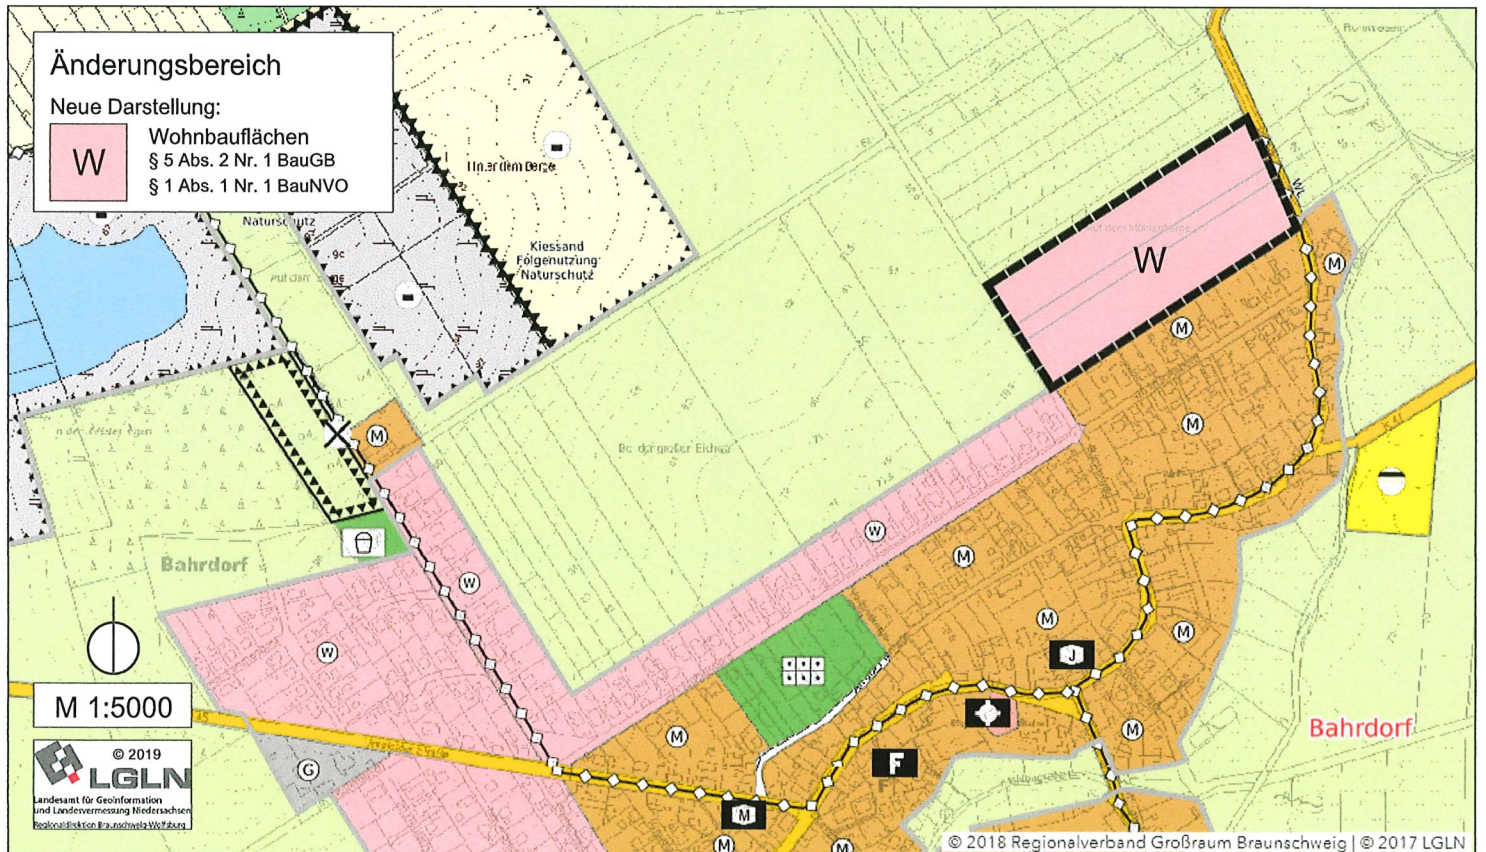 Änderungsbereich
Neue Darstellung:
W
Wohnbauflächen
§ 5 Abs. 2 Nr. 1 BauGB
§ 1 Abs. 1 Nr. 1 BauNVO
Naturschutz
Kiessand
Folgenutzung
Naturschutz
WL
W
M
M
M
M
W
M
W
W
M
M
M
M
M
G
J
F
M
M
M
Bahrdorf
Bahrdorf
M 1:5000
© 2019
LGLN
Landesamt für Geoinformation
und Landesvermessung Niedersachsen
Regionaldirektion Braunschweig-Wolfsburg
© 2018 Regionalverband Großraum Braunschweig | © 2017 LGLN